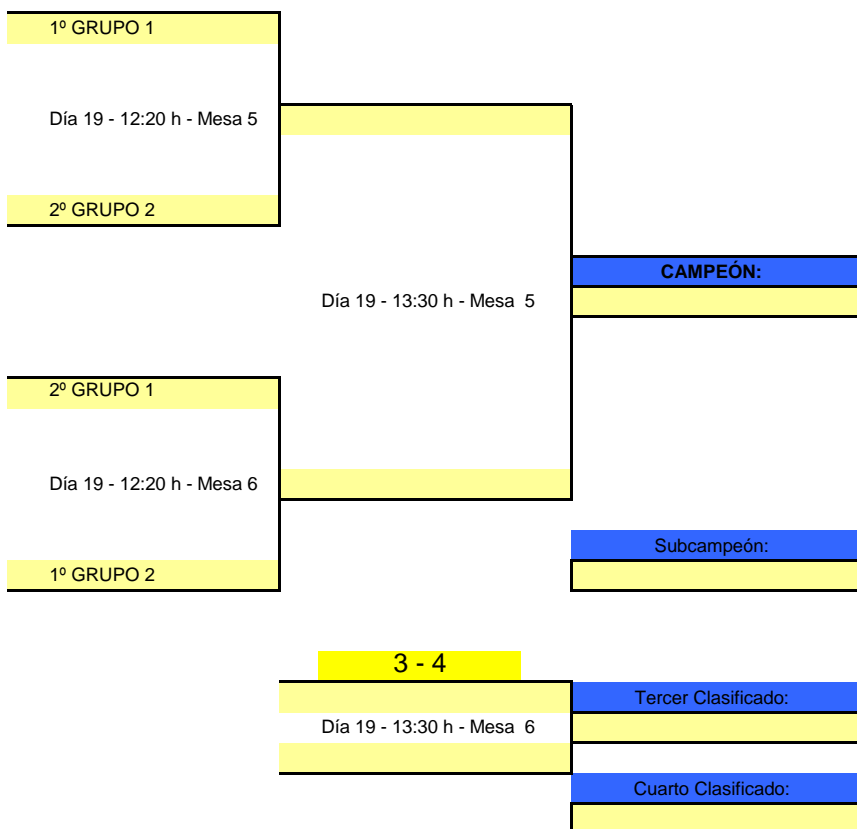 1º GRUPO 1
Día 19 - 12:20 h - Mesa 5
2º GRUPO 2
CAMPEÓN:
Día 19 - 13:30 h - Mesa  5
2º GRUPO 1
Día 19 - 12:20 h - Mesa 6
Subcampeón:
1º GRUPO 2
3 - 4
Tercer Clasificado:
Día 19 - 13:30 h - Mesa  6
Cuarto Clasificado: